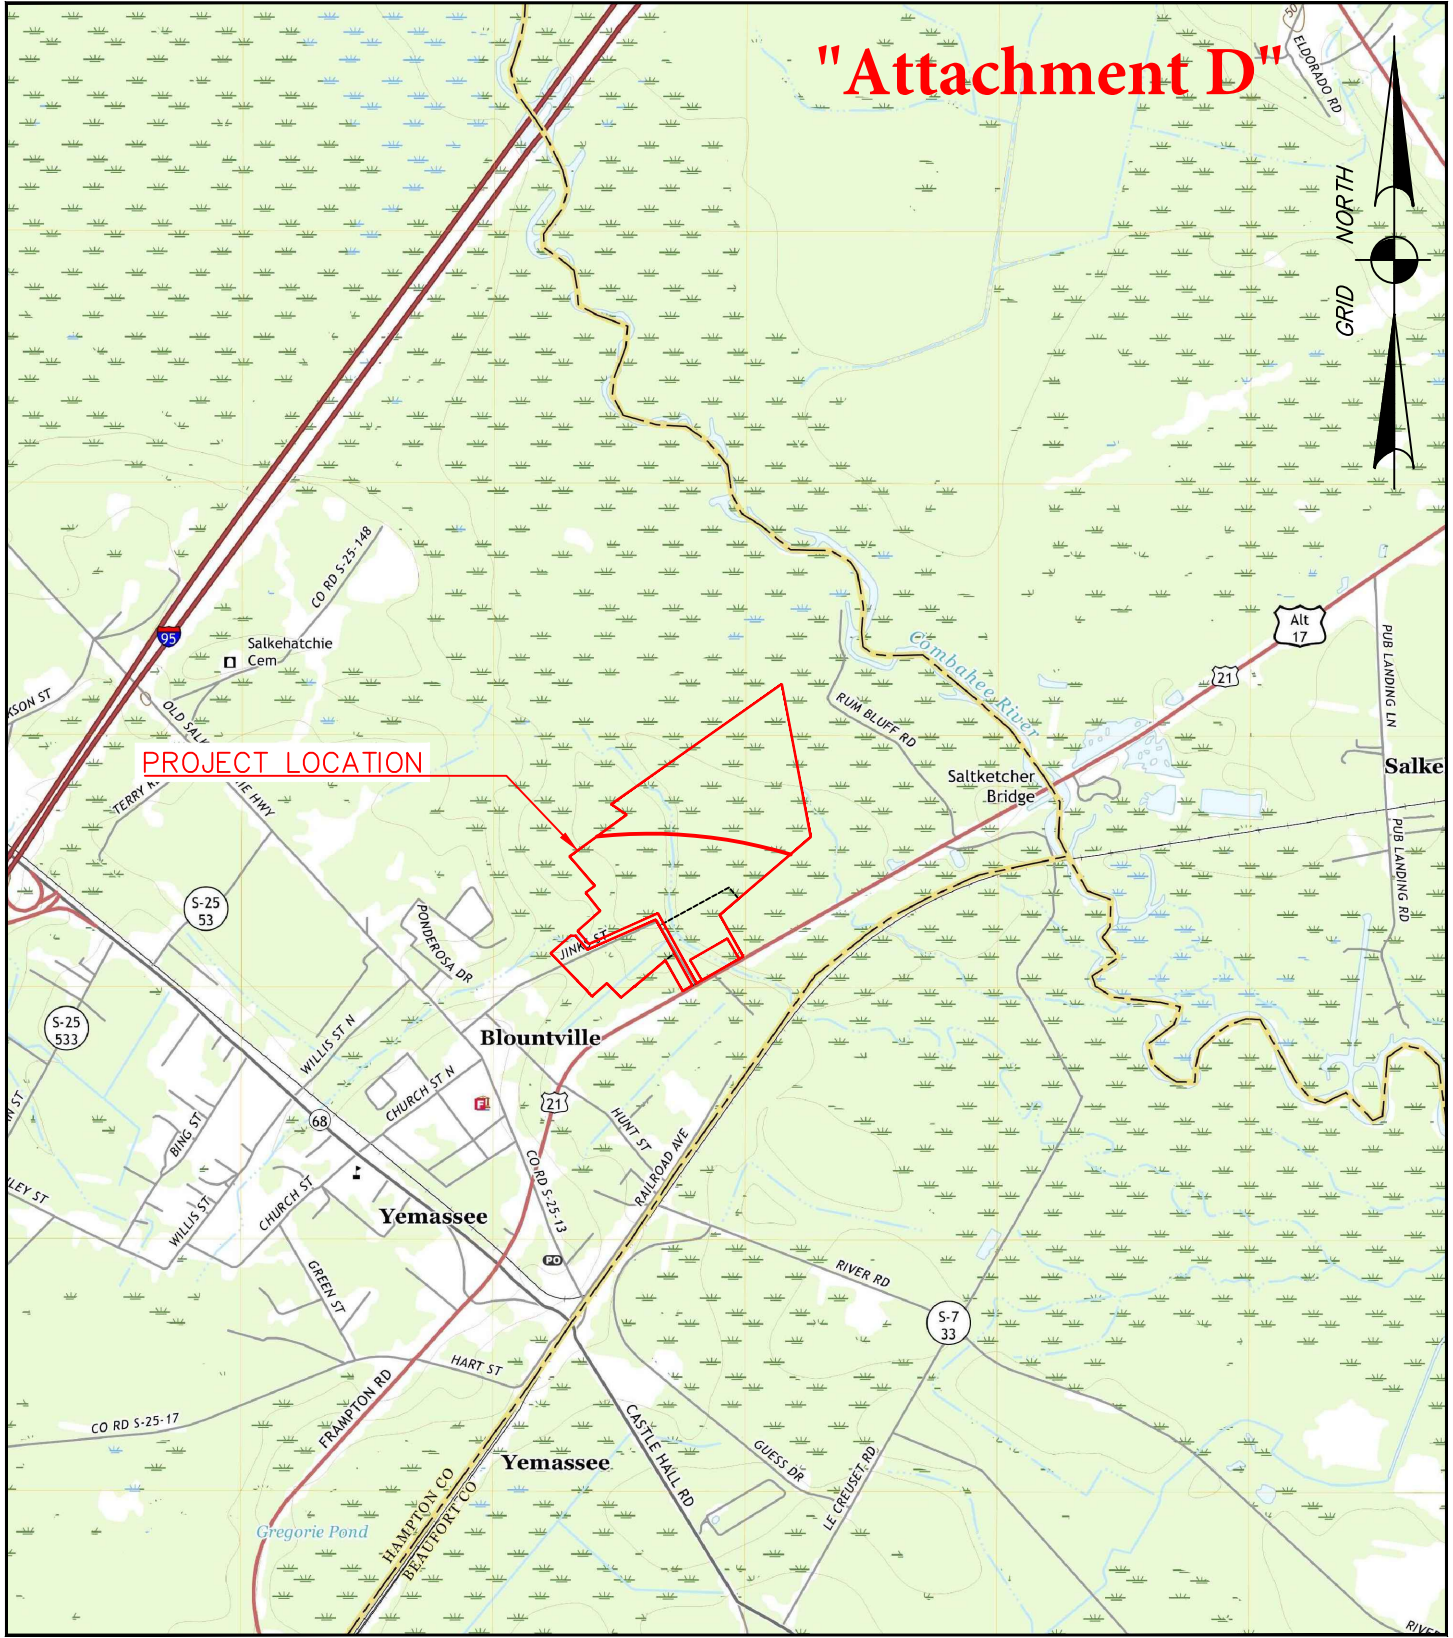 "Attachment D"
50
ELDORADO RD
GRID NORTH
CO RD S-25-148
95
Salkehatchie
Cem
Alt
17
21
PUB LANDING LN
Combahee River
RUM BLUFF RD
KSON ST
OLD SALK
IE HWY
PROJECT LOCATION
TERRY
Saltketcher
Bridge
Salke
PUB LANDING RD
S-25
53
PONDEROSA DR
JINK
ST
S-25
533
Blountville
WILLIS ST N
CHURCH ST N
21
N ST
BING ST
68
HUNT ST
RAILROAD AVE
CO RD S-25-13
LEY ST
WILLIS ST
CHURCH ST
Yemassee
PO
GREEN ST
RIVER RD
S-7
33
HART ST
FRAMPTON RD
CO RD S-25-17
CASTLE HALL RD
GUESS DR
LE CREUSET RD
Yemassee
HAMPTON CO
BEAUFORT CO
Gregorie Pond
RIVER